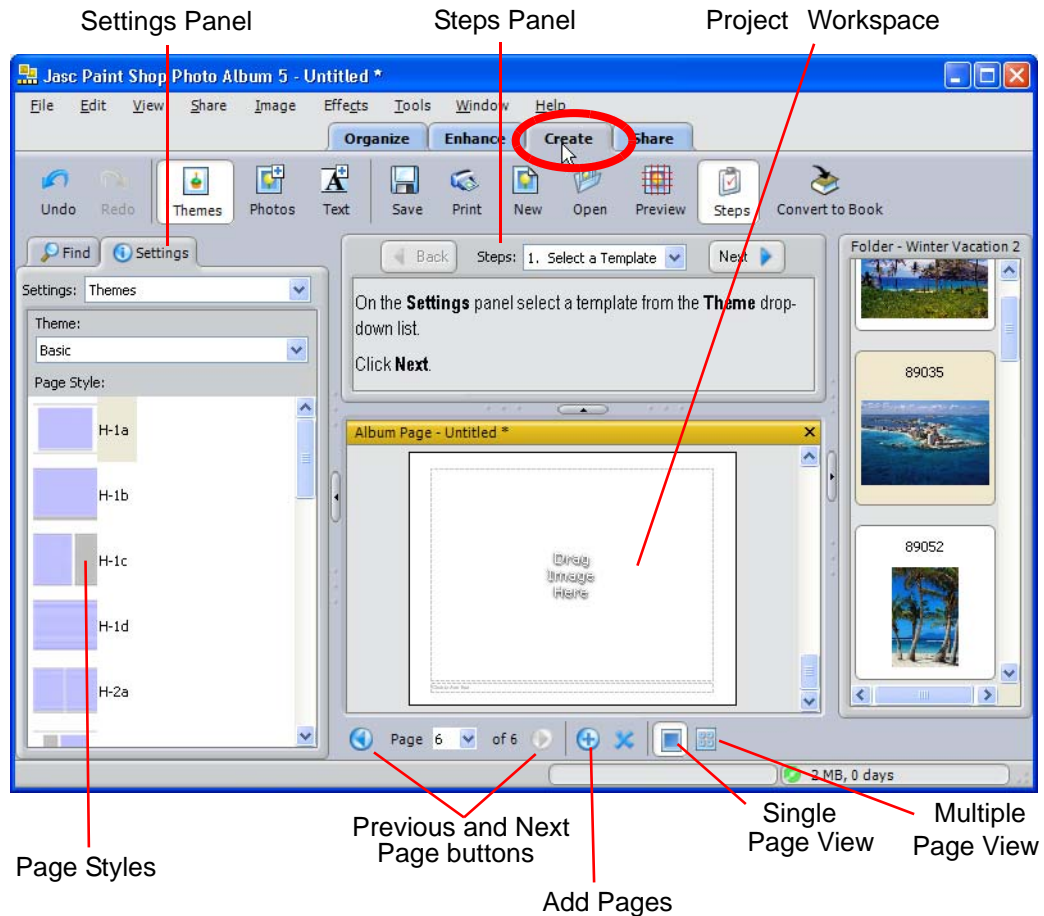 Settings Panel
Steps Panel
Project Workspace
Jasc Paint Shop Photo Album 5 - Untitled *
File Edit View Share Image Effects Tools Window Help
Organize Enhance Create Share
Undo Redo Themes Photos Text Save Print New Open Preview Steps Convert to Book
Find Settings
Settings: Themes
Theme:
Basic
Page Style:
H-1a
H-1b
H-1c
H-1d
H-2a
Back Steps: 1. Select a Template Next
On the Settings panel select a template from the Theme drop-
down list.
Click Next.
Album Page - Untitled *
Drag
Image
Here
Page 6 of 6
Folder - Winter Vacation 2
89035
89052
2 MB, 0 days
Page Styles
Previous and Next
Page buttons
Add Pages
Single
Page View
Multiple
Page View